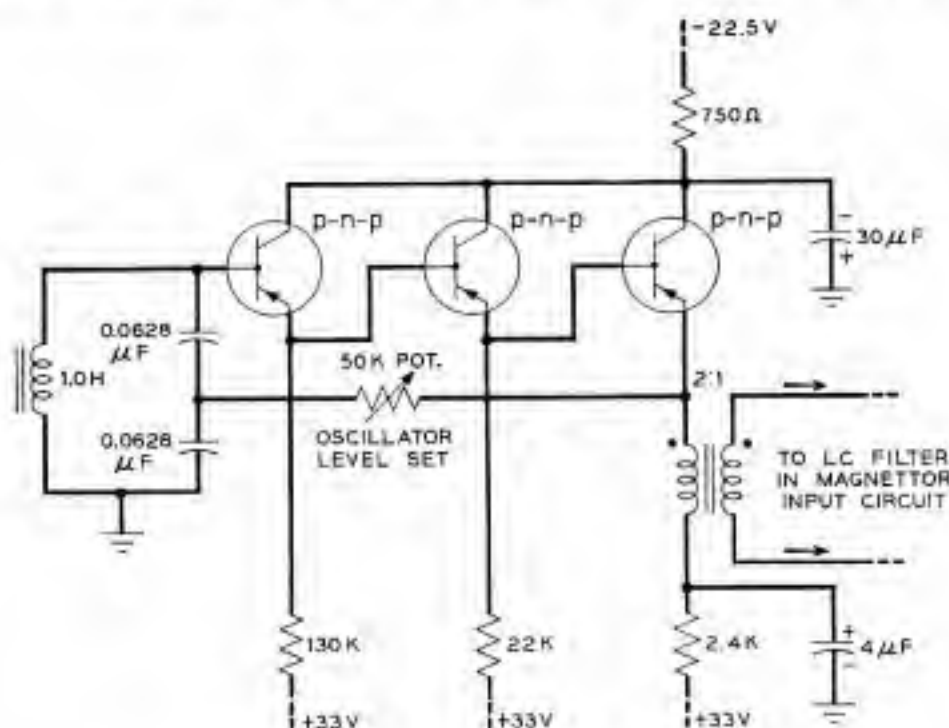 -22.5V
750Ω
p-n-p
p-n-p
p-n-p
30μF
0.0628
μF
1.0H
50K POT.
2:1
OSCILLATOR
LEVEL SET
0.0628
μF
TO LC FILTER
IN MAGNETTOR
INPUT CIRCUIT
130K
22K
2.4K
4μF
+33V
+33V
+33V